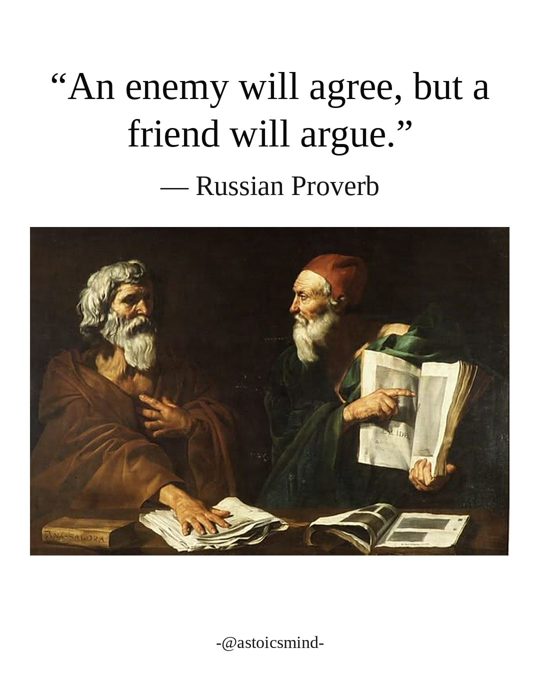 “An enemy will agree, but a
friend will argue.”
— Russian Proverb
-@astoicsmind-